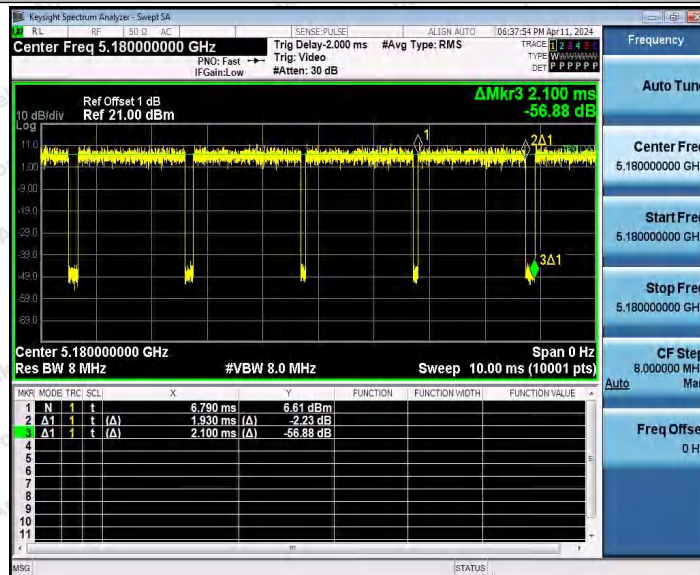 Keysight Spectrum Analyzer - Swept SA
RL RF 50 Ω AC SENSE:PULSE ALIGN AUTO 06:37:54 PM Apr 11, 2024
Center Freq 5.180000000 GHz
PNO: Fast
IFGain:Low
Trig Delay-2.000 ms
Trig: Video
#Atten: 30 dB
#Avg Type: RMS
TRACE 1 2 3 4 5 6
TYPE WWWWWW
DET P P P P P P
Frequency
Auto Tune
Center Freq
5.180000000 GH
Start Freq
5.180000000 GH
Stop Freq
5.180000000 GH
CF Step
8.000000 MH
Auto Man
Freq Offset
0 H
ΔMkr3 2.100 ms
-56.88 dB
Ref Offset 1 dB
10 dB/div Ref 21.00 dBm
Log
11.0
1.00
-9.00
-19.0
-29.0
-39.0
-49.0
-59.0
-69.0
1
2Δ1
3Δ1
Center 5.180000000 GHz Span 0 Hz
Res BW 8 MHz #VBW 8.0 MHz Sweep 10.00 ms (10001 pts)
MKR MODE TRC SCL X Y FUNCTION FUNCTION WIDTH FUNCTION VALUE
1 N 1 t 6.790 ms 6.61 dBm
2 Δ1 1 t (Δ) 1.930 ms (Δ) -2.23 dB
3 Δ1 1 t (Δ) 2.100 ms (Δ) -56.88 dB
4
5
6
7
8
9
10
11
MSG STATUS